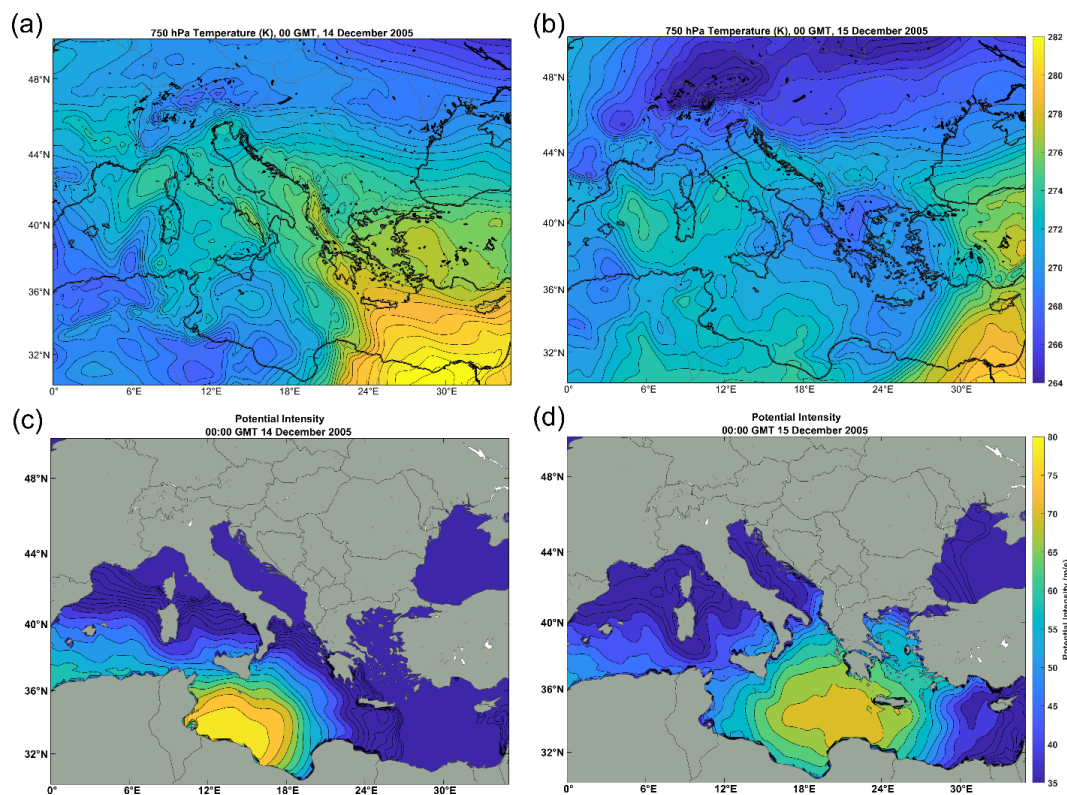 (a)
750 hPa Temperature (K), 00 GMT, 14 December 2005
48°N
44°N
40°N
36°N
32°N
0°
6°E
12°E
18°E
24°E
30°E
(b)
750 hPa Temperature (K), 00 GMT, 15 December 2005
48°N
44°N
40°N
36°N
32°N
0°
6°E
12°E
18°E
24°E
30°E
282
280
278
276
274
272
270
268
266
264
(c)
Potential Intensity
00:00 GMT 14 December 2005
48°N
44°N
40°N
36°N
32°N
0°
6°E
12°E
18°E
24°E
30°E
(d)
Potential Intensity
00:00 GMT 15 December 2005
48°N
44°N
40°N
36°N
32°N
0°
6°E
12°E
18°E
24°E
30°E
80
75
70
65
60
55
50
45
40
35
Potential Intensity (m/s)